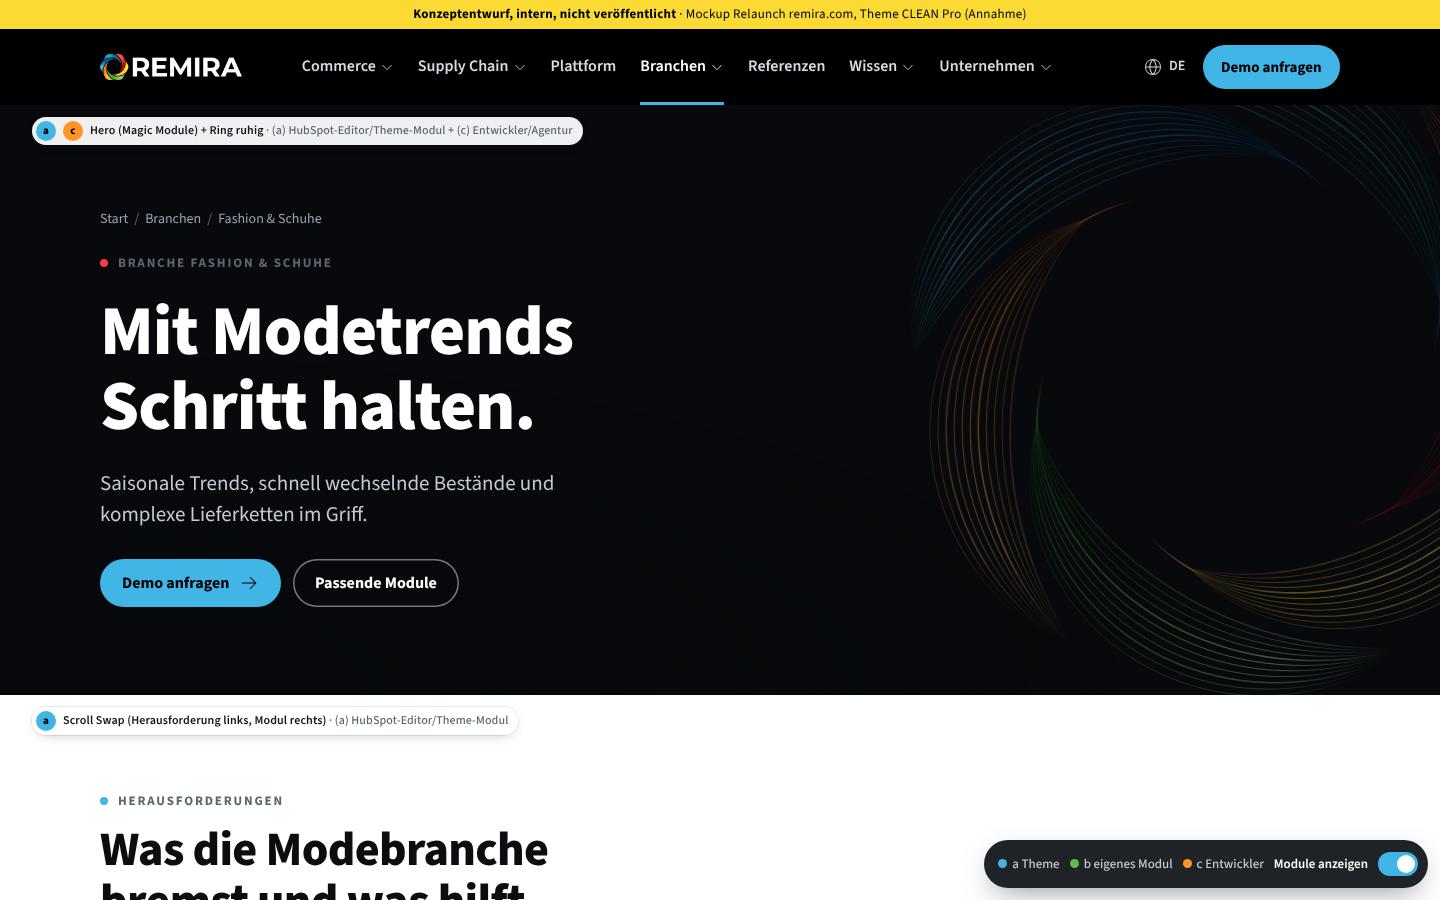 Konzeptentwurf, intern, nicht veröffentlicht · Mockup Relaunch remira.com, Theme CLEAN Pro (Annahme)
REMIRA
Commerce
Supply Chain
Plattform
Branchen
Referenzen
Wissen
Unternehmen
DE
Demo anfragen
a c Hero (Magic Module) + Ring ruhig · (a) HubSpot-Editor/Theme-Modul + (c) Entwickler/Agentur
Start / Branchen / Fashion & Schuhe
BRANCHE FASHION & SCHUHE
Mit Modetrends
Schritt halten.
Saisonale Trends, schnell wechselnde Bestände und
komplexe Lieferketten im Griff.
Demo anfragen
Passende Module
a Scroll Swap (Herausforderung links, Modul rechts) · (a) HubSpot-Editor/Theme-Modul
HERAUSFORDERUNGEN
Was die Modebranche
bremst und was hilft
a Theme
b eigenes Modul
c Entwickler
Module anzeigen